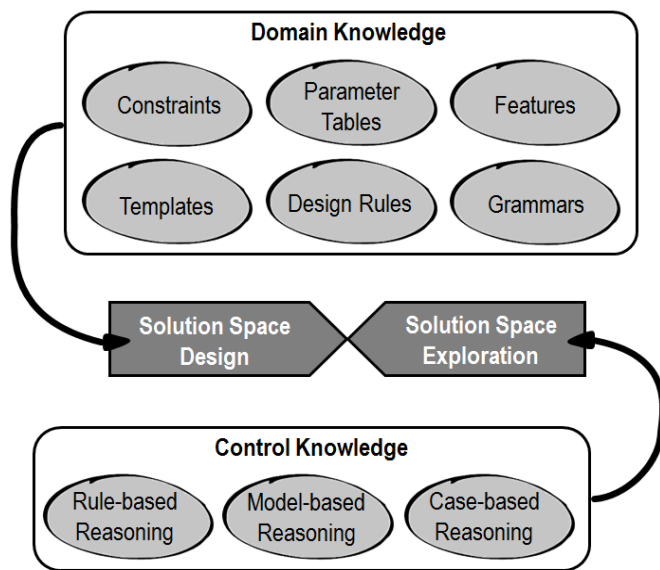 Domain Knowledge
Constraints
Parameter
Tables
Features
Templates
Design Rules
Grammars
Solution Space
Design
Solution Space
Exploration
Control Knowledge
Rule-based
Reasoning
Model-based
Reasoning
Case-based
Reasoning